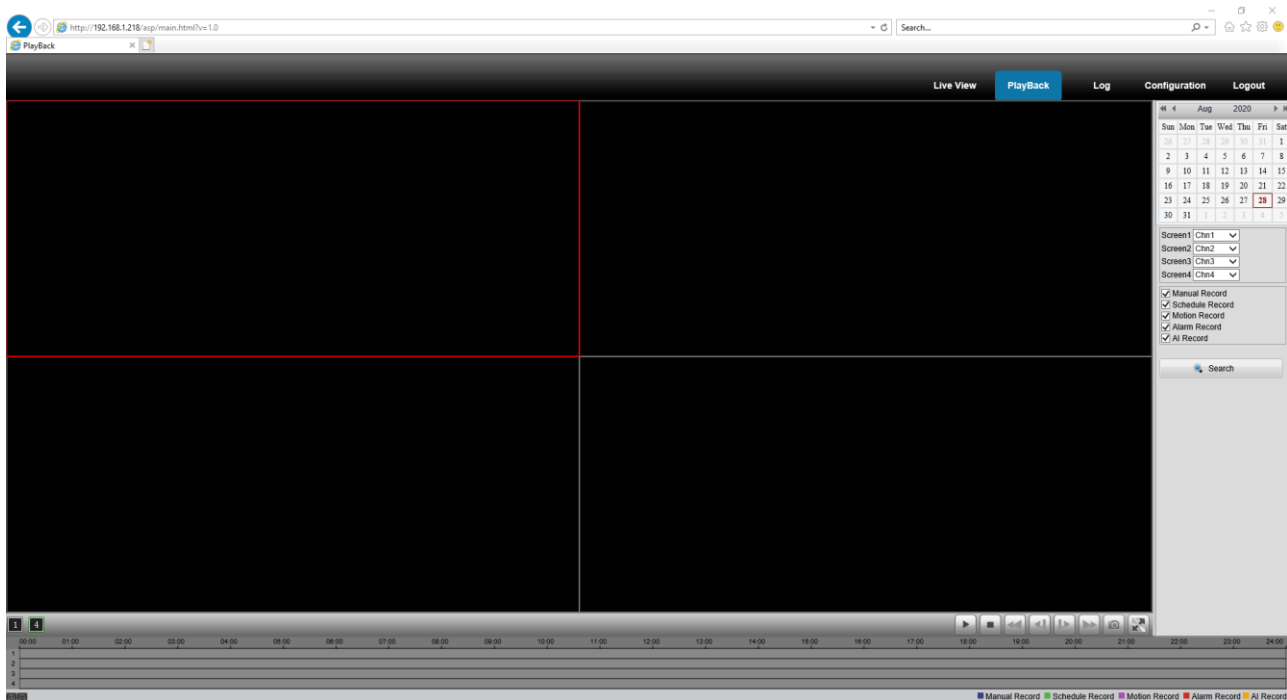 http://192.168.1.218/asp/main.html?v=1.0
Search...
PlayBack
Live View PlayBack Log Configuration Logout
Aug 2020
Sun Mon Tue Wed Thu Fri Sat
26 27 28 29 30 31 1
2 3 4 5 6 7 8
9 10 11 12 13 14 15
16 17 18 19 20 21 22
23 24 25 26 27 28 29
30 31 1 2 3 4 5
Screen1 Chn1
Screen2 Chn2
Screen3 Chn3
Screen4 Chn4
Manual Record
Schedule Record
Motion Record
Alarm Record
AI Record
Search
1 4
00:00 01:00 02:00 03:00 04:00 05:00 06:00 07:00 08:00 09:00 10:00 11:00 12:00 13:00 14:00 15:00 16:00 17:00 18:00 19:00 20:00 21:00 22:00 23:00 24:00
1
2
3
4
Manual Record Schedule Record Motion Record Alarm Record AI Record